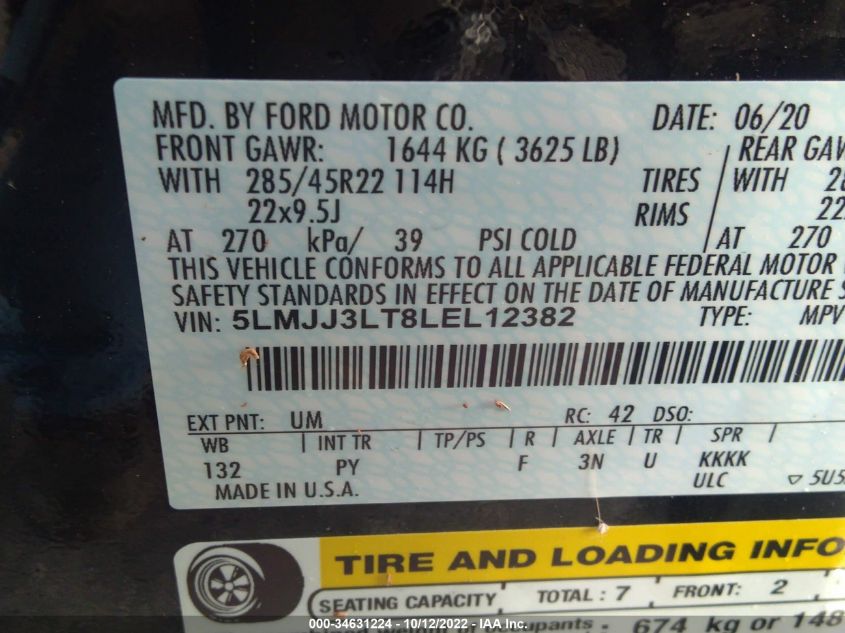 MFD. BY FORD MOTOR CO. DATE: 06/20
FRONT GAWR: 1644 KG ( 3625 LB) REAR
WITH 285/45R22 114H TIRES WITH
22x9.5J RIMS
AT 270 kPa/ 39 PSI COLD AT 270
THIS VEHICLE CONFORMS TO ALL APPLICABLE FEDERAL MOTOR
SAFETY STANDARDS IN EFFECT ON THE DATE OF MANUFACTURE
VIN: 5LMJJ3LT8LEL12382 TYPE: MPV
EXT PNT: UM RC: 42 DSO:
WB | INT TR | TP/PS | R | AXLE | TR | SPR
132 PY F 3N U KKKK
MADE IN U.S.A. ULC
TIRE AND LOADING
SEATING CAPACITY TOTAL : 7 FRONT: 2
occupants 674 kg or
000-34631224 - 10/12/2022 - IAA Inc.